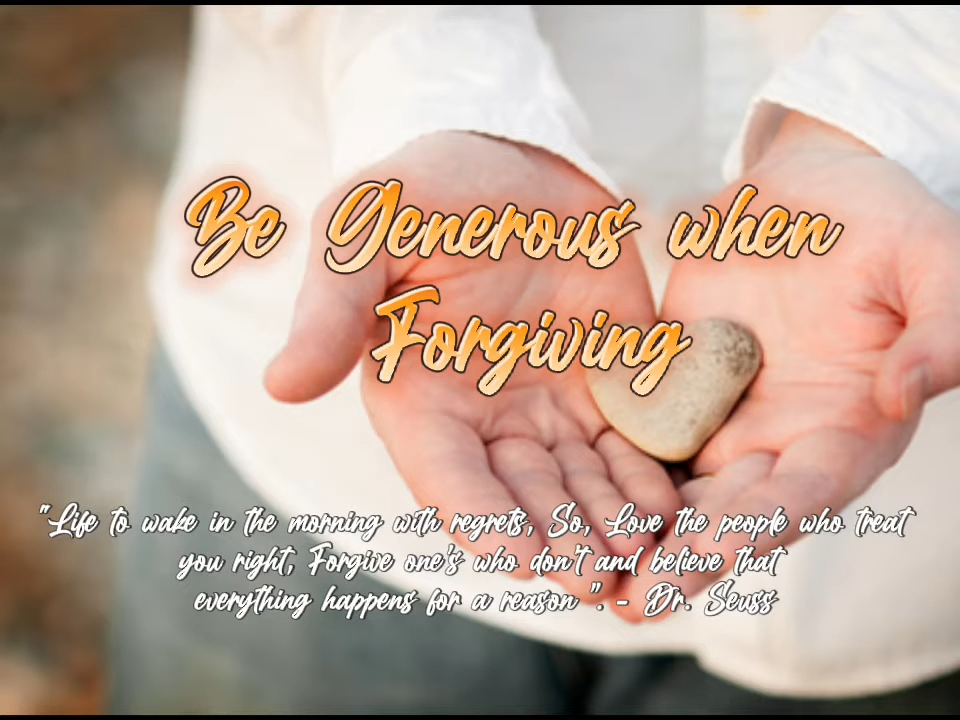 Be Generous when
Forgiving
"Life to wake in the morning with regrets, So, Love the people who treat
you right, Forgive one's who don't and believe that
everything happens for a reason ". - Dr. Seuss